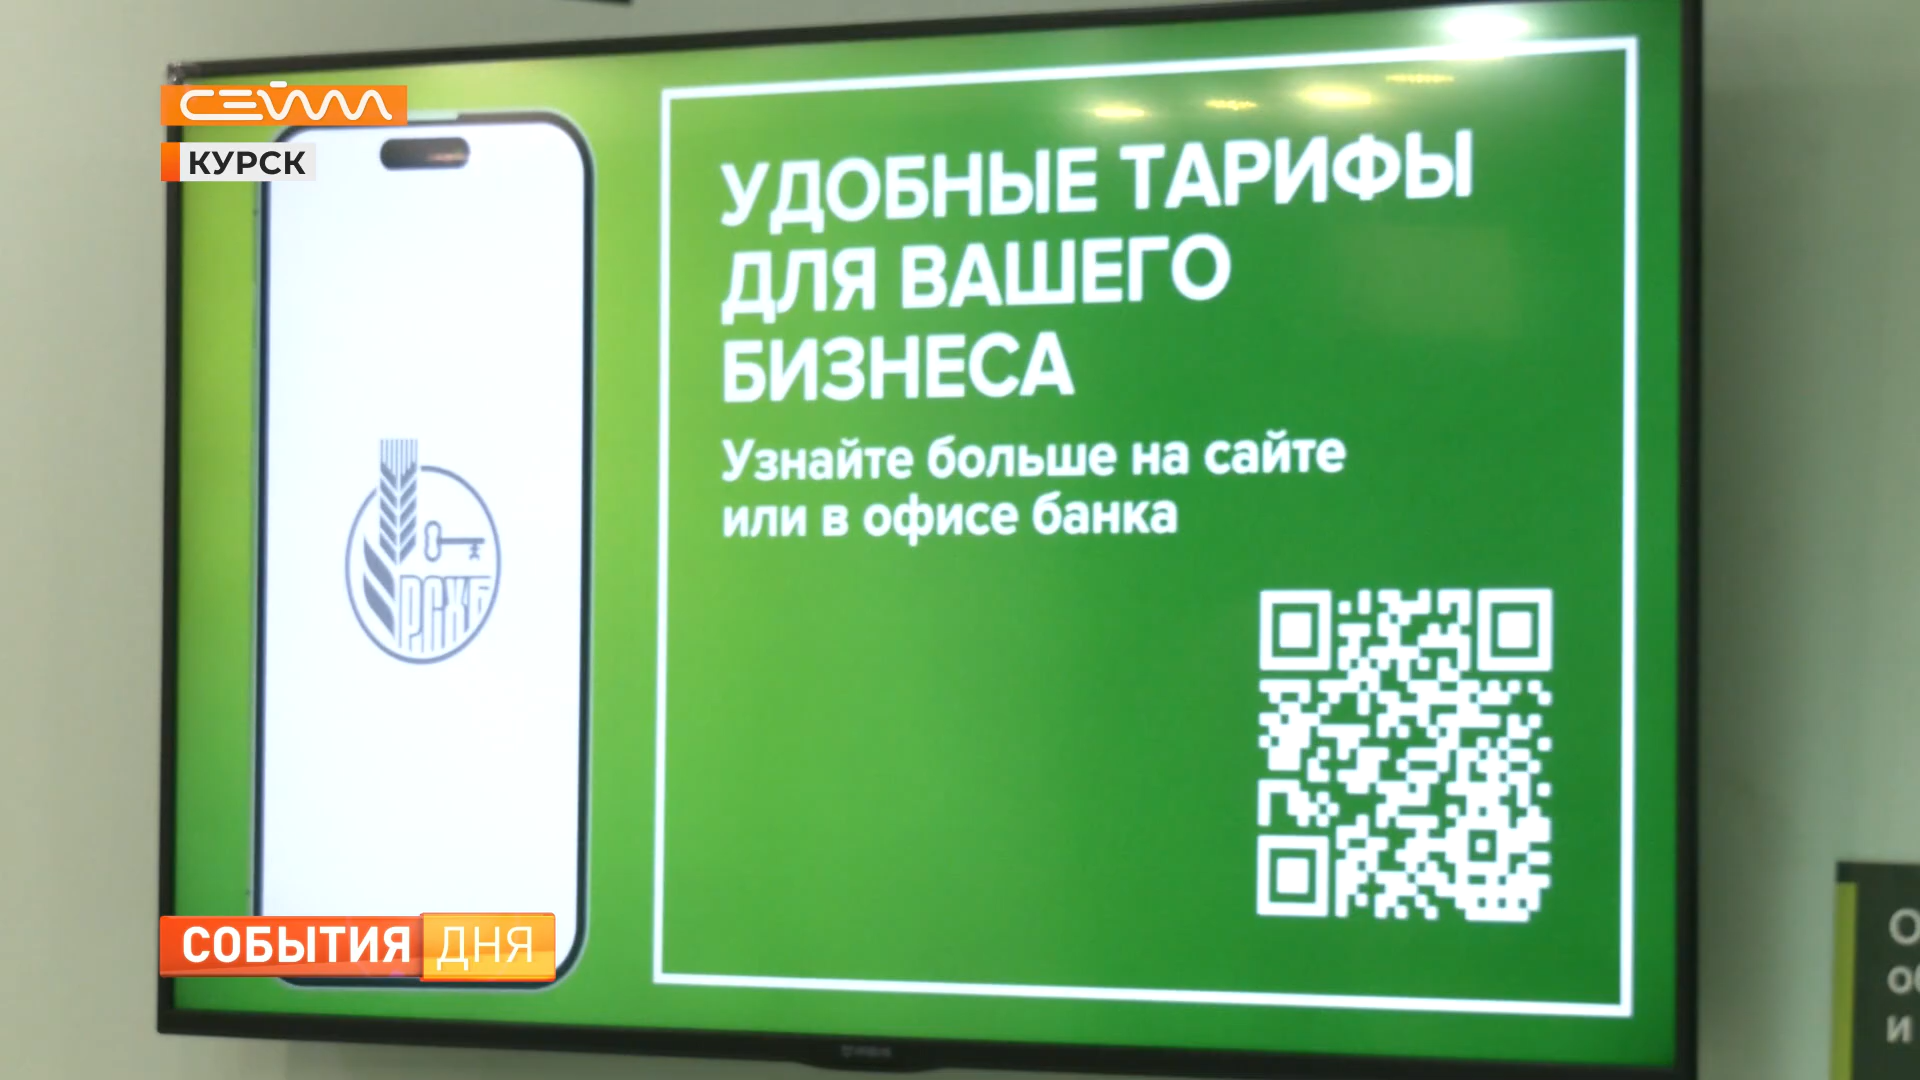 СЕЙМ
КУРСК
УДОБНЫЕ ТАРИФЫ
ДЛЯ ВАШЕГО
БИЗНЕСА
Узнайте больше на сайте
или в офисе банка
РСХБ
СОБЫТИЯ ДНЯ
и